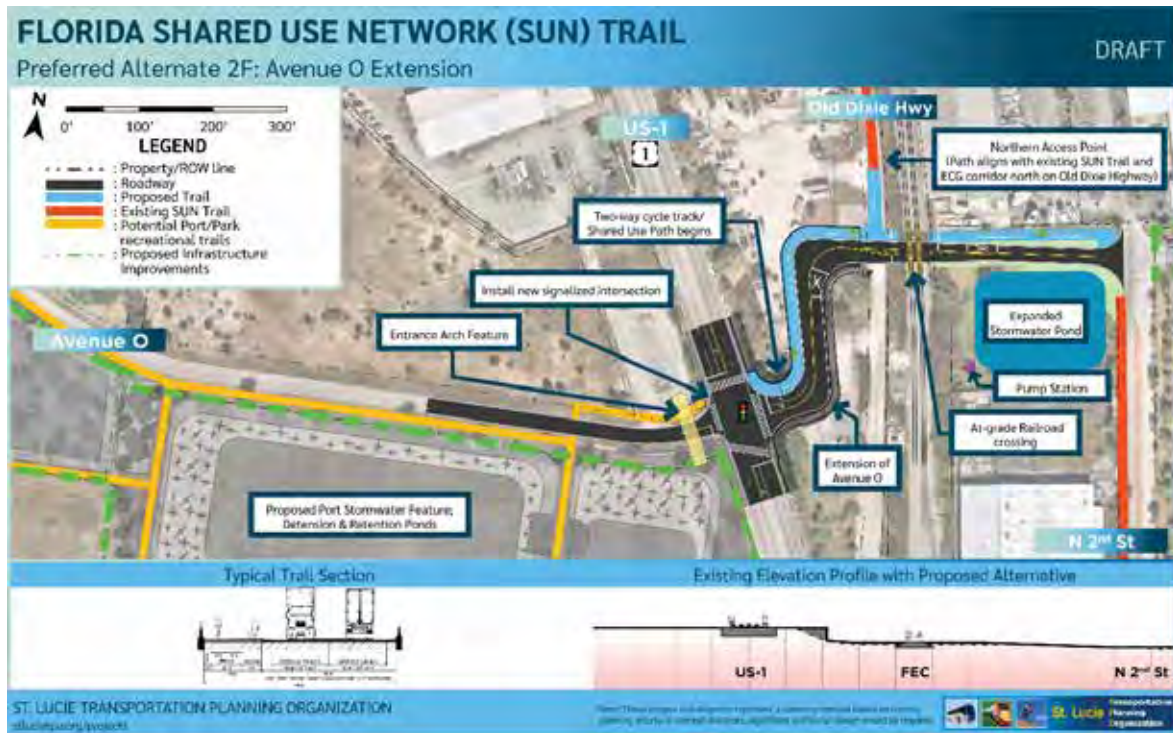 FLORIDA SHARED USE NETWORK (SUN) TRAIL
DRAFT
Preferred Alternate 2F: Avenue O Extension
N
0' 100' 200' 300'
LEGEND
: Property/ROW line
: Roadway
: Proposed Trail
: Existing SUN Trail
: Potential Port/Park
recreational trails
: Proposed Infrastructure
Improvements
US-1
1
Old Dixie Hwy
Northern Access Point
(Path aligns with existing SUN Trail and
ECG corridor north on Old Dixie Highway)
Two-way cycle track/
Shared Use Path begins
Install new signalized intersection
Entrance Arch Feature
Avenue O
Expanded
Stormwater Pond
Pump Station
At-grade Railroad
crossing
Extension of
Avenue O
Proposed Port Stormwater Feature;
Detension & Retention Ponds
N 2nd St
Typical Trail Section
Existing Elevation Profile with Proposed Alternative
US-1
FEC
N 2nd St
ST. LUCIE TRANSPORTATION PLANNING ORGANIZATION
St. Lucie
Transportation
Planning
Organization